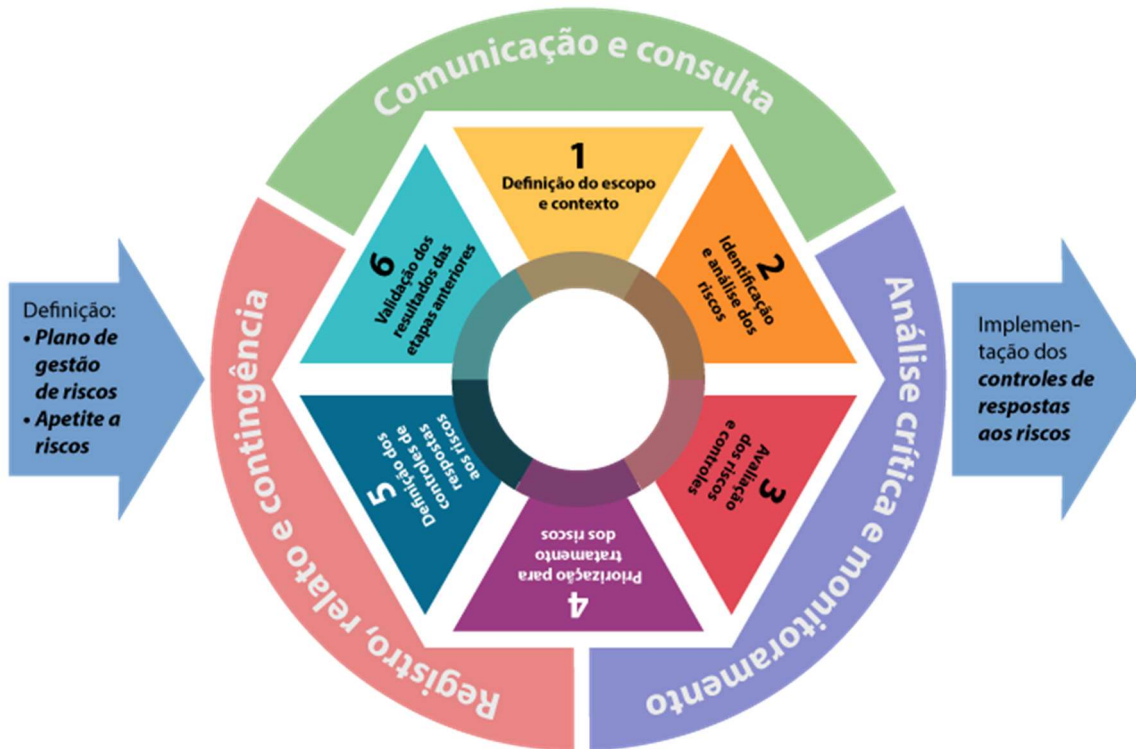 Comunicação e consulta
Definição:
• Plano de
gestão
de riscos
• Apetite a
riscos
1
Definição do escopo
e contexto
2
Identificação
e análise dos
riscos
3
Avaliação
dos riscos
e controles
4
Priorização para
tratamento
dos riscos
5
Definição dos
controles de
respostas
aos riscos
6
Validação dos
resultados das
etapas anteriores
Análise crítica e monitoramento
Registro, relato e contingência
Implemen-
tação dos
controles de
respostas
aos riscos